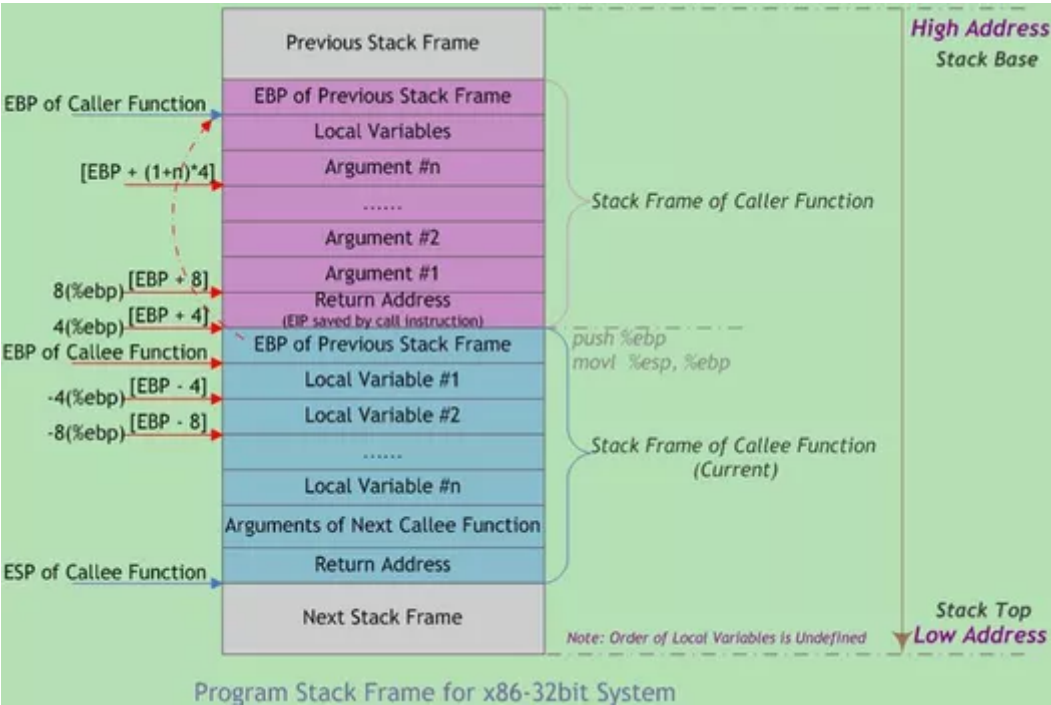 Previous Stack Frame
High Address
Stack Base
EBP of Caller Function
EBP of Previous Stack Frame
Local Variables
[EBP + (1+n)*4]
Argument #n
......
Stack Frame of Caller Function
Argument #2
Argument #1
8(%ebp)
[EBP + 8]
Return Address
(EIP saved by call instruction)
4(%ebp)
[EBP + 4]
EBP of Previous Stack Frame
push %ebp
movl %esp, %ebp
EBP of Callee Function
Local Variable #1
-4(%ebp)
[EBP - 4]
Local Variable #2
-8(%ebp)
[EBP - 8]
......
Stack Frame of Callee Function
(Current)
Local Variable #n
Arguments of Next Callee Function
Return Address
ESP of Callee Function
Next Stack Frame
Stack Top
Low Address
Note: Order of Local Variables is Undefined
Program Stack Frame for x86-32bit System